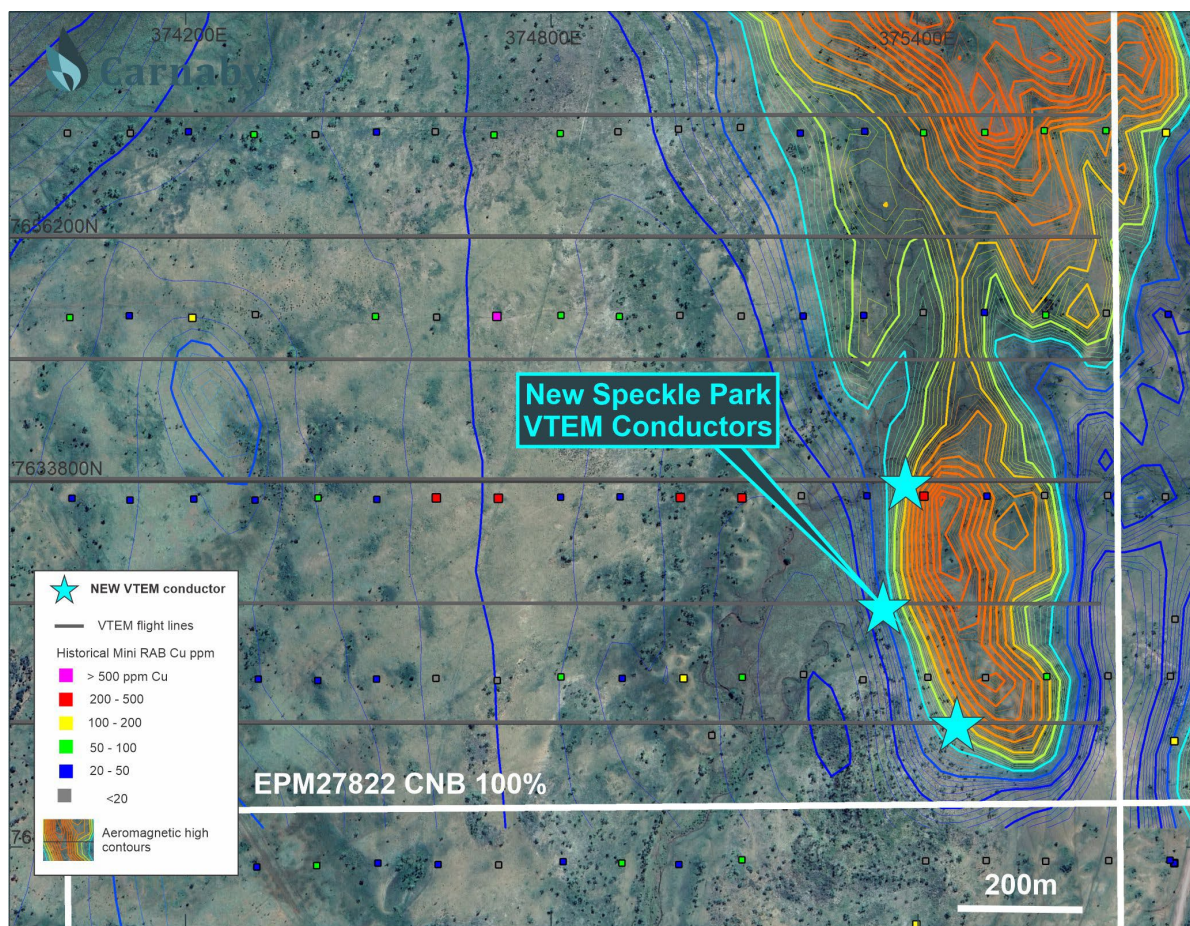 374200E
374800E
375400E
Carnaby
7656200N
New Speckle Park
VTEM Conductors
7633800N
NEW VTEM conductor
VTEM flight lines
Historical Mini RAB Cu ppm
> 500 ppm Cu
200 - 500
100 - 200
50 - 100
20 - 50
<20
Aeromagnetic high
contours
EPM27822 CNB 100%
200m